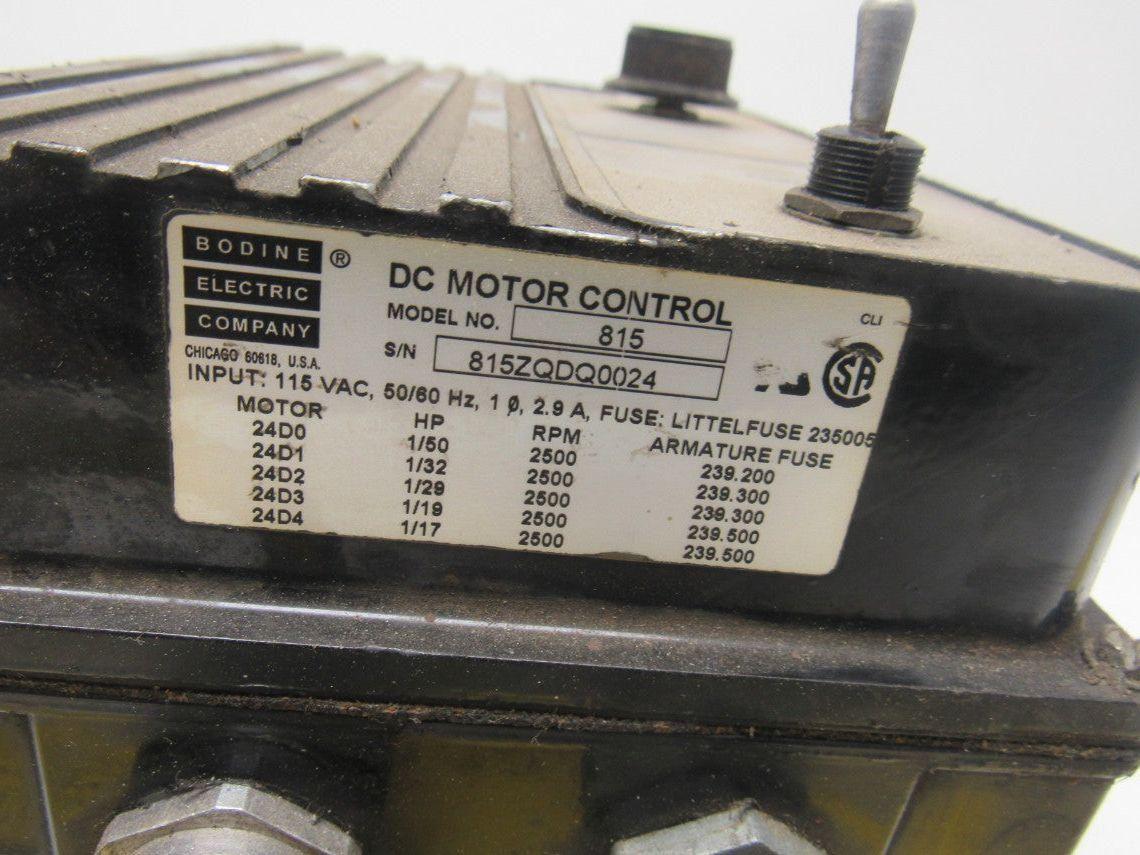 BODINE ®
ELECTRIC
COMPANY
CHICAGO 60618, U.S.A.
DC MOTOR CONTROL
MODEL NO. 815
S/N 815ZQDQ0024
CLI
SA
INPUT: 115 VAC, 50/60 Hz, 1 Ø, 2.9 A, FUSE: LITTELFUSE 235005
MOTOR HP RPM ARMATURE FUSE
24D0 1/50 2500 239.200
24D1 1/32 2500 239.300
24D2 1/29 2500 239.300
24D3 1/19 2500 239.500
24D4 1/17 2500 239.500